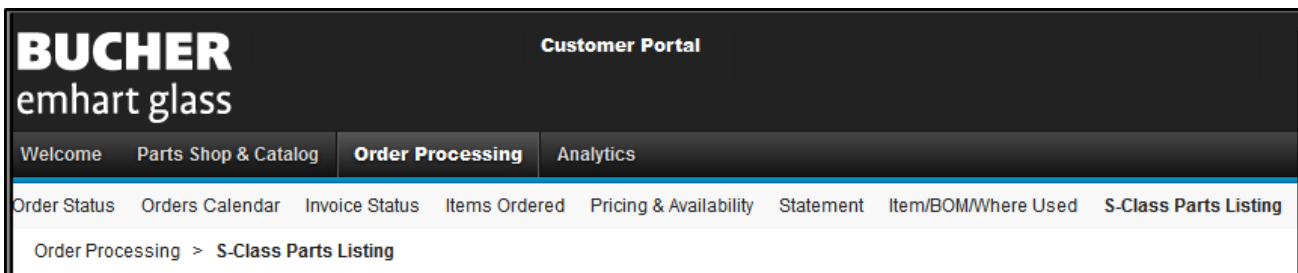 BUCHER
emhart glass
Customer Portal
Welcome Parts Shop & Catalog Order Processing Analytics
Order Status Orders Calendar Invoice Status Items Ordered Pricing & Availability Statement Item/BOM/Where Used S-Class Parts Listing
Order Processing > S-Class Parts Listing